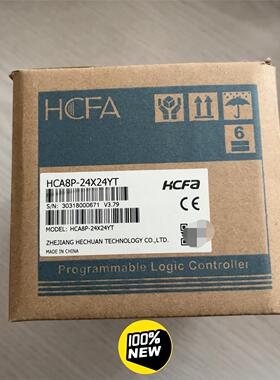 HCFA
6
HCA8P-24X24YT
HCFA
S/N: 30318000671 V3.79
MODEL: HCA8P-24X24YT
ZHEJIANG HECHUAN TECHNOLOGY CO.,LTD.
MADE IN CHINA
Programmable Logic Controller
100%
NEW